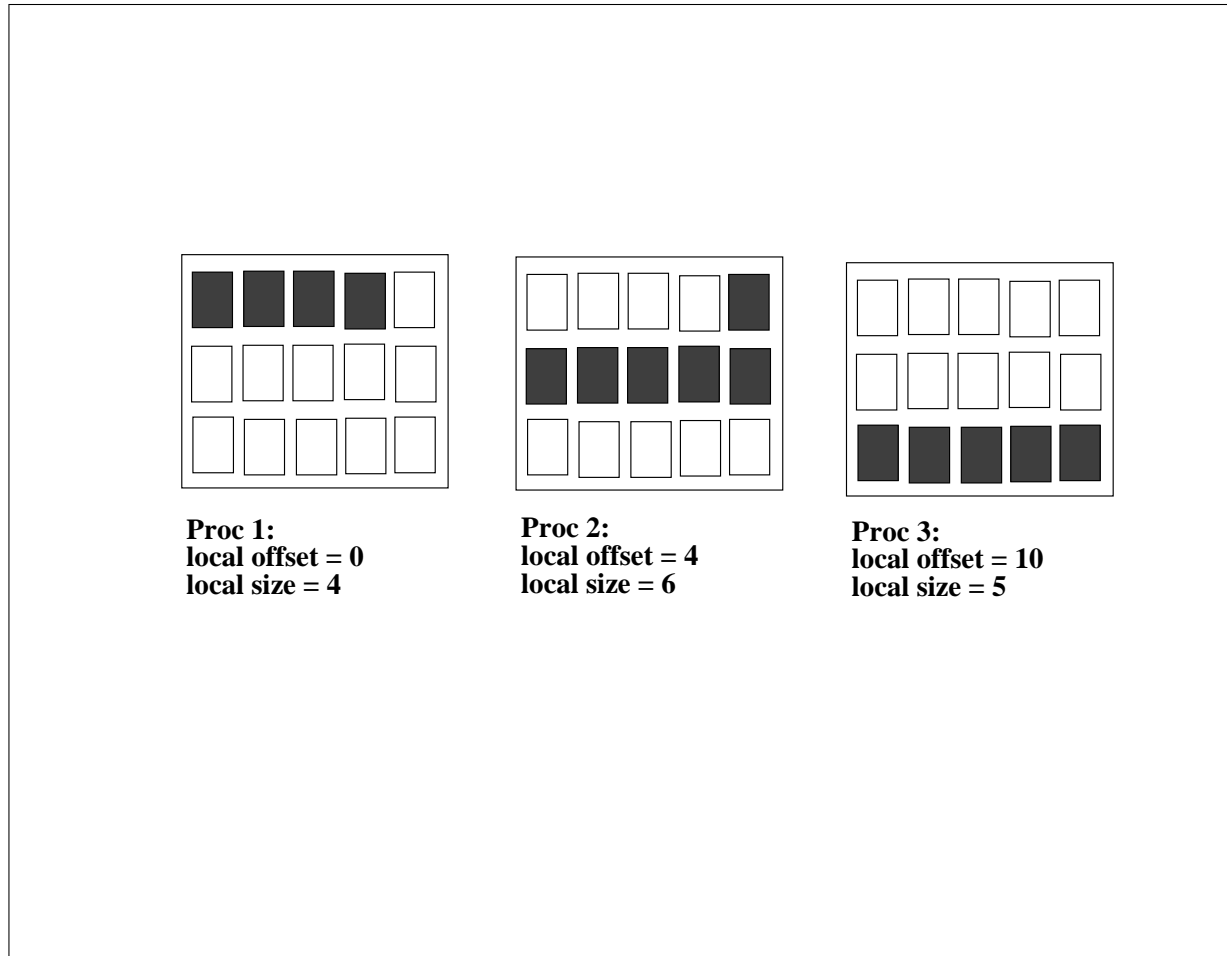 Proc 1:
local offset = 0
local size = 4
Proc 2:
local offset = 4
local size = 6
Proc 3:
local offset = 10
local size = 5